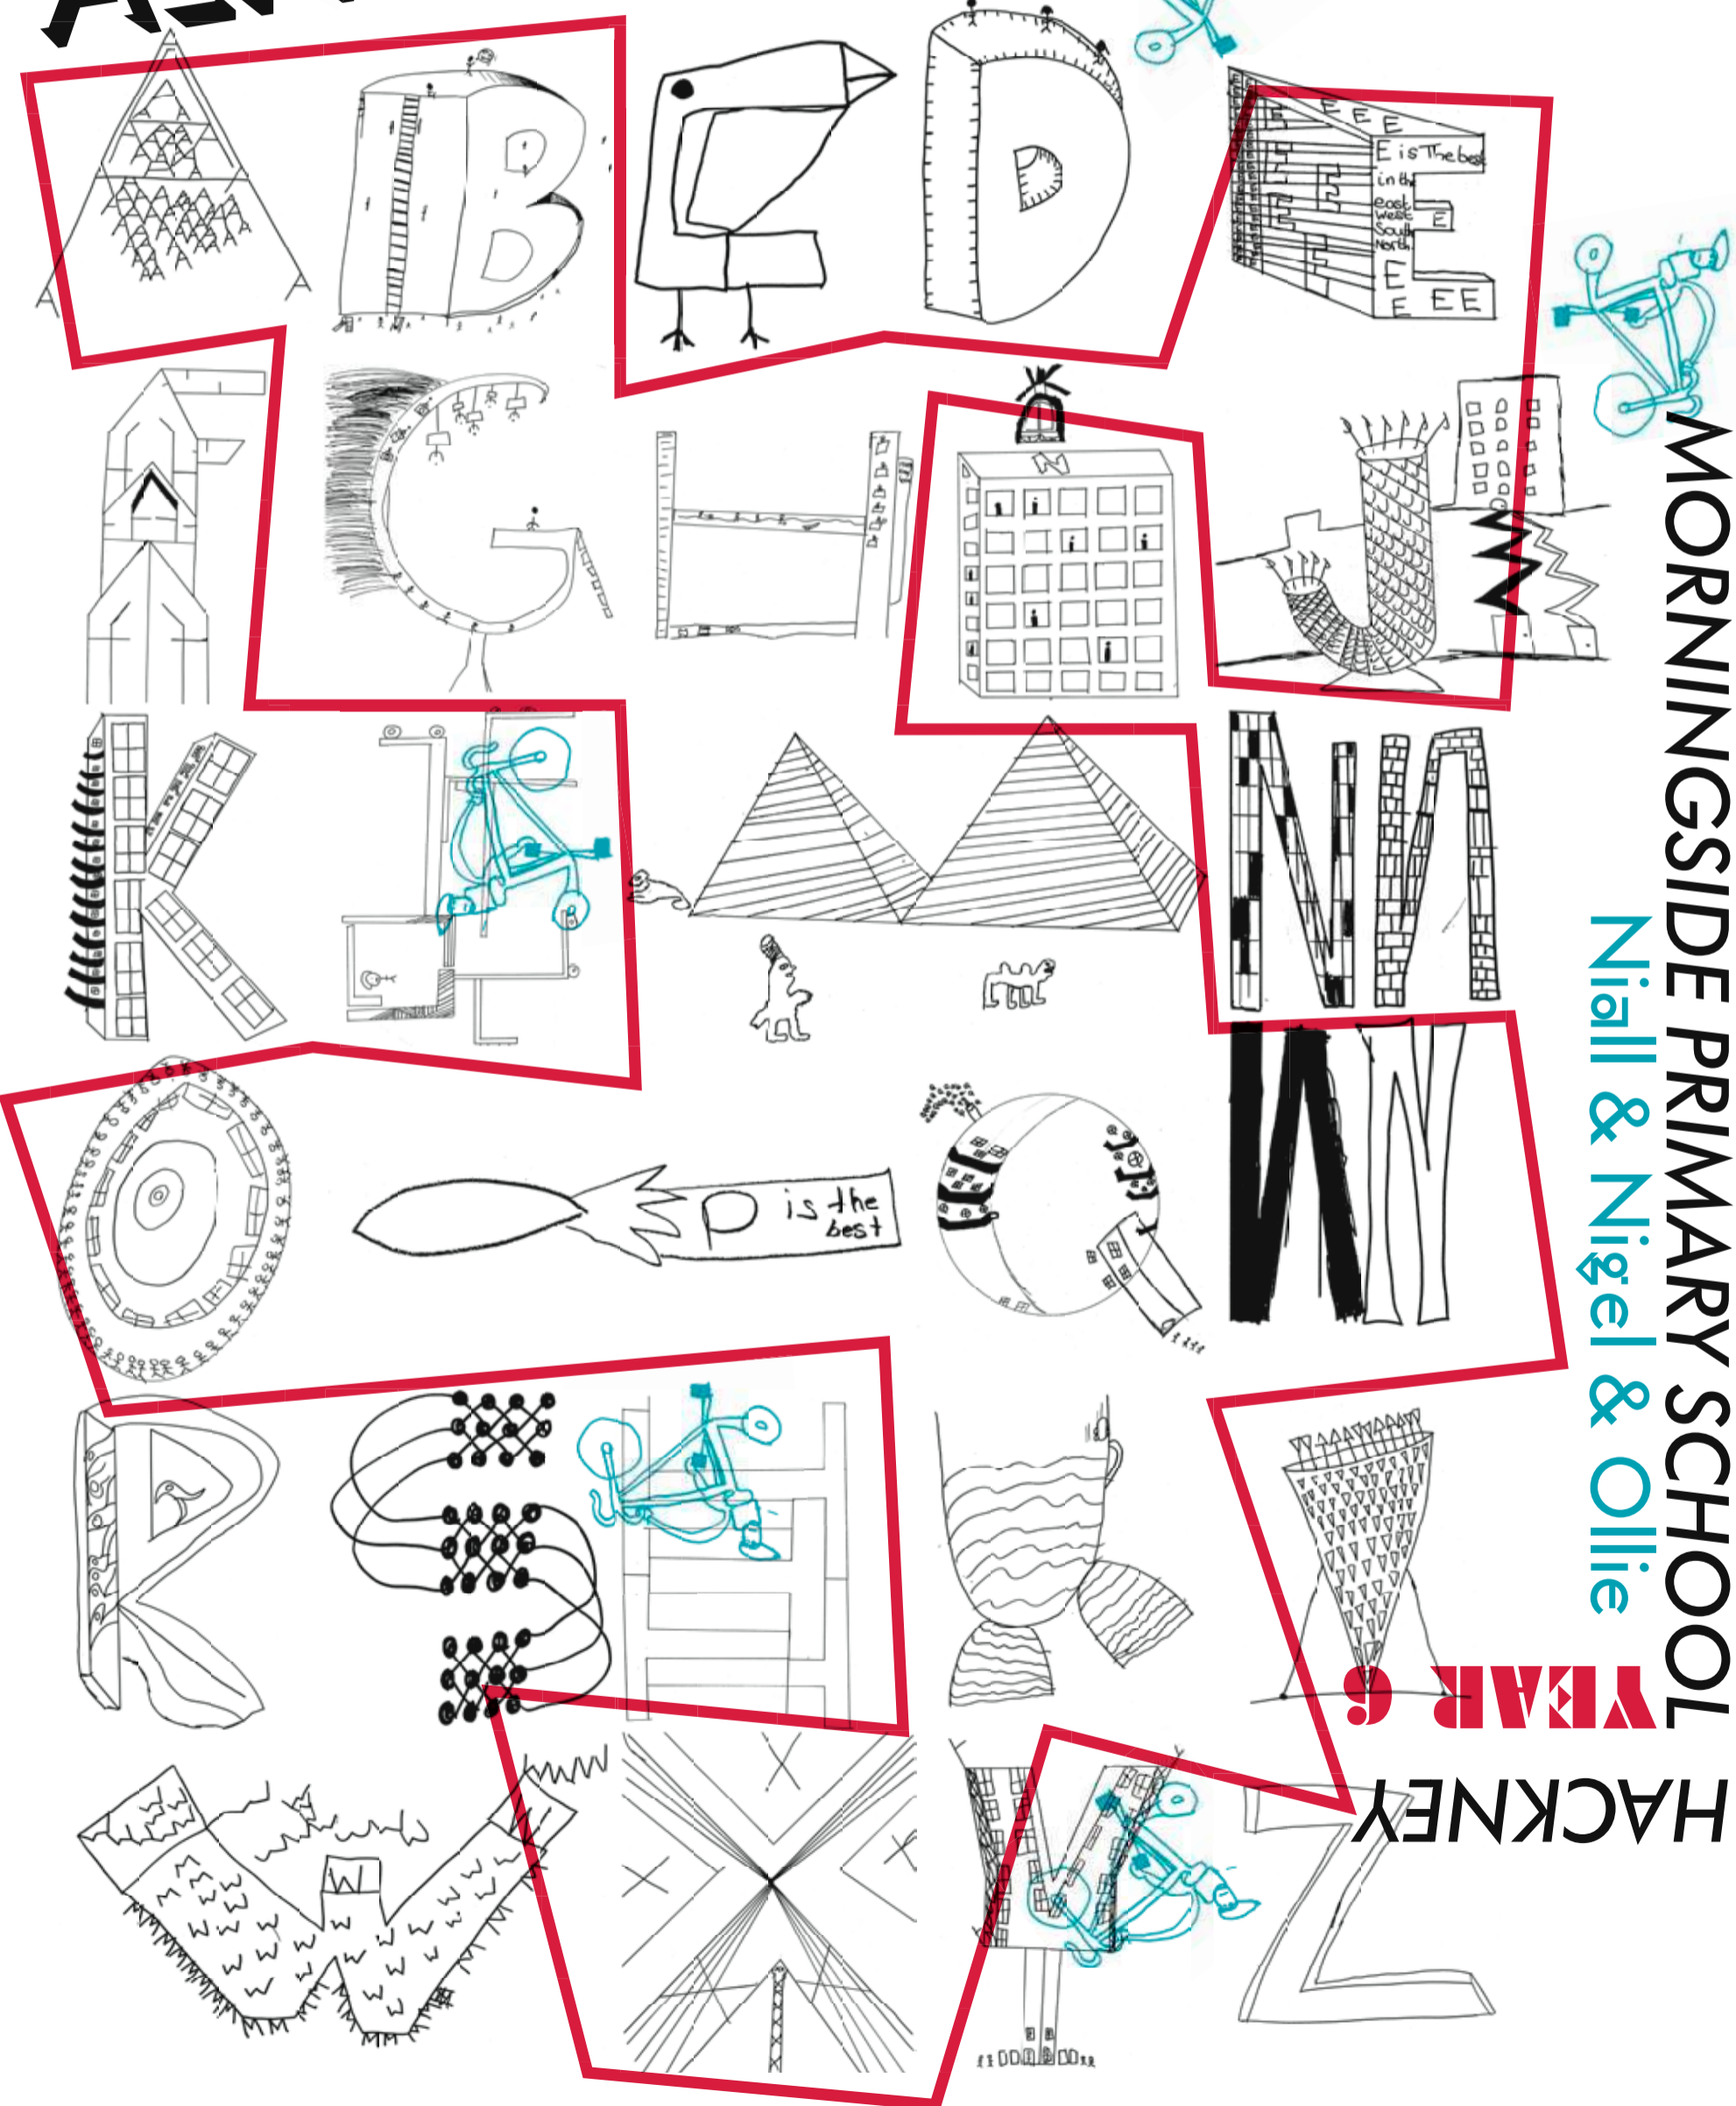 A B C D E
E is The best
in the
east
West
South
North
E
E
E E E
F G H I J
N
K L M N
O P Q
P is the
best
R S T U V
W X Y Z
MORNINGSIDE PRIMARY SCHOOL
Niall & Nigel & Ollie
YEAR 6
HACKNEY